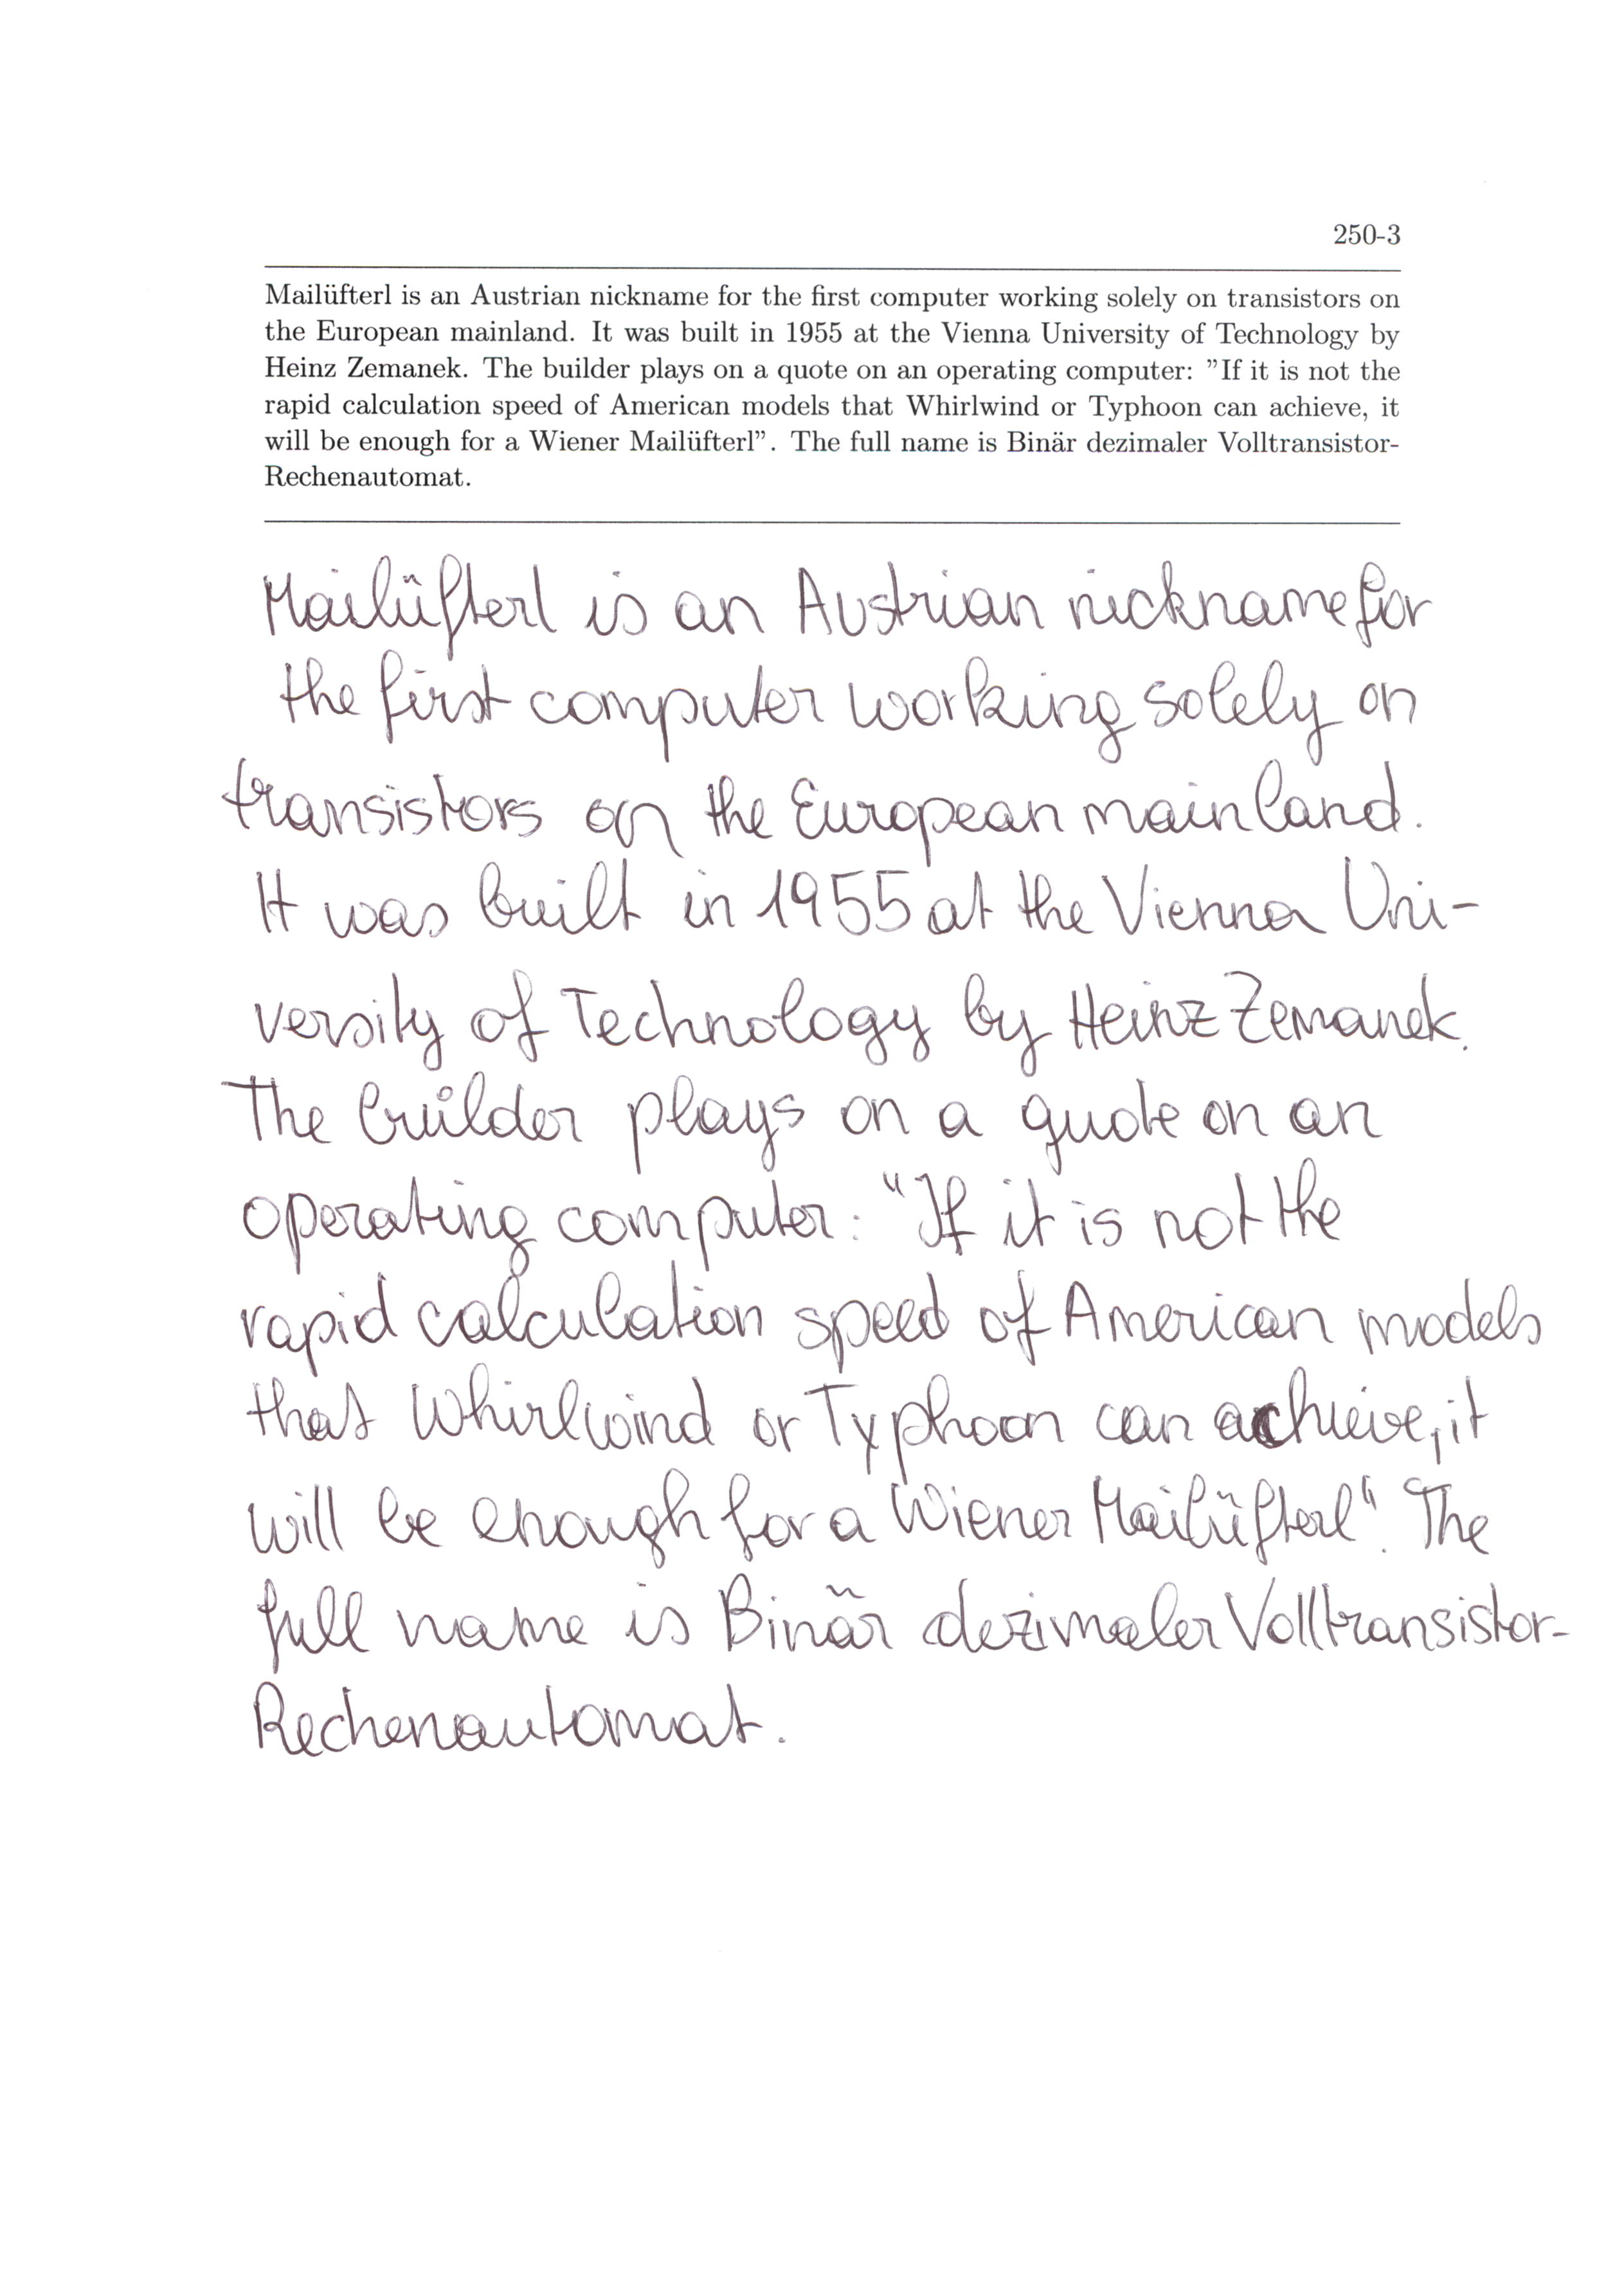 250-3
Mailüfterl is an Austrian nickname for the first computer working solely on transistors on
the European mainland. It was built in 1955 at the Vienna University of Technology by
Heinz Zemanek. The builder plays on a quote on an operating computer: ”If it is not the
rapid calculation speed of American models that Whirlwind or Typhoon can achieve, it
will be enough for a Wiener Mailüfterl”. The full name is Binär dezimaler Volltransistor-
Rechenautomat.
Mailüfterl is an Austrian nickname for
the first computer working solely on
transistors on the European mainland.
It was built in 1955 at the Vienna Uni-
versity of Technology by Heinz Zemanek.
The builder plays on a quote on an
operating computer: “If it is not the
rapid calculation speed of American models
that Whirlwind or Typhoon can achieve, it
will be enough for a Wiener Mailüfterl“. The
full name is Binär dezimaler Volltransistor-
Rechenautomat.